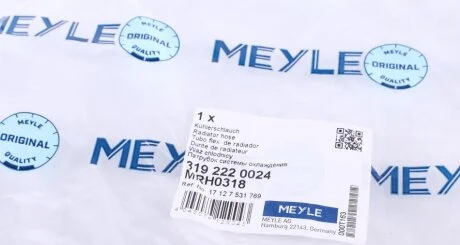 MEYLE
ORIGINAL
QUALITY
MEYLE
MEYLE
ORIGINAL
QUALITY
MEYLE
ORIGINAL
QUALITY
MEYLE
1 x
Kühlerschlauch
Radiator hose
Tubo flex. de radiador
Durite de radiateur
Wąż chłodnicy
Патрубок системы охлаждения
319 222 0024
MRH0318
Ref. No. 17 12 7 531 769
MEYLE
MEYLE AG
Hamburg 22143, Germany